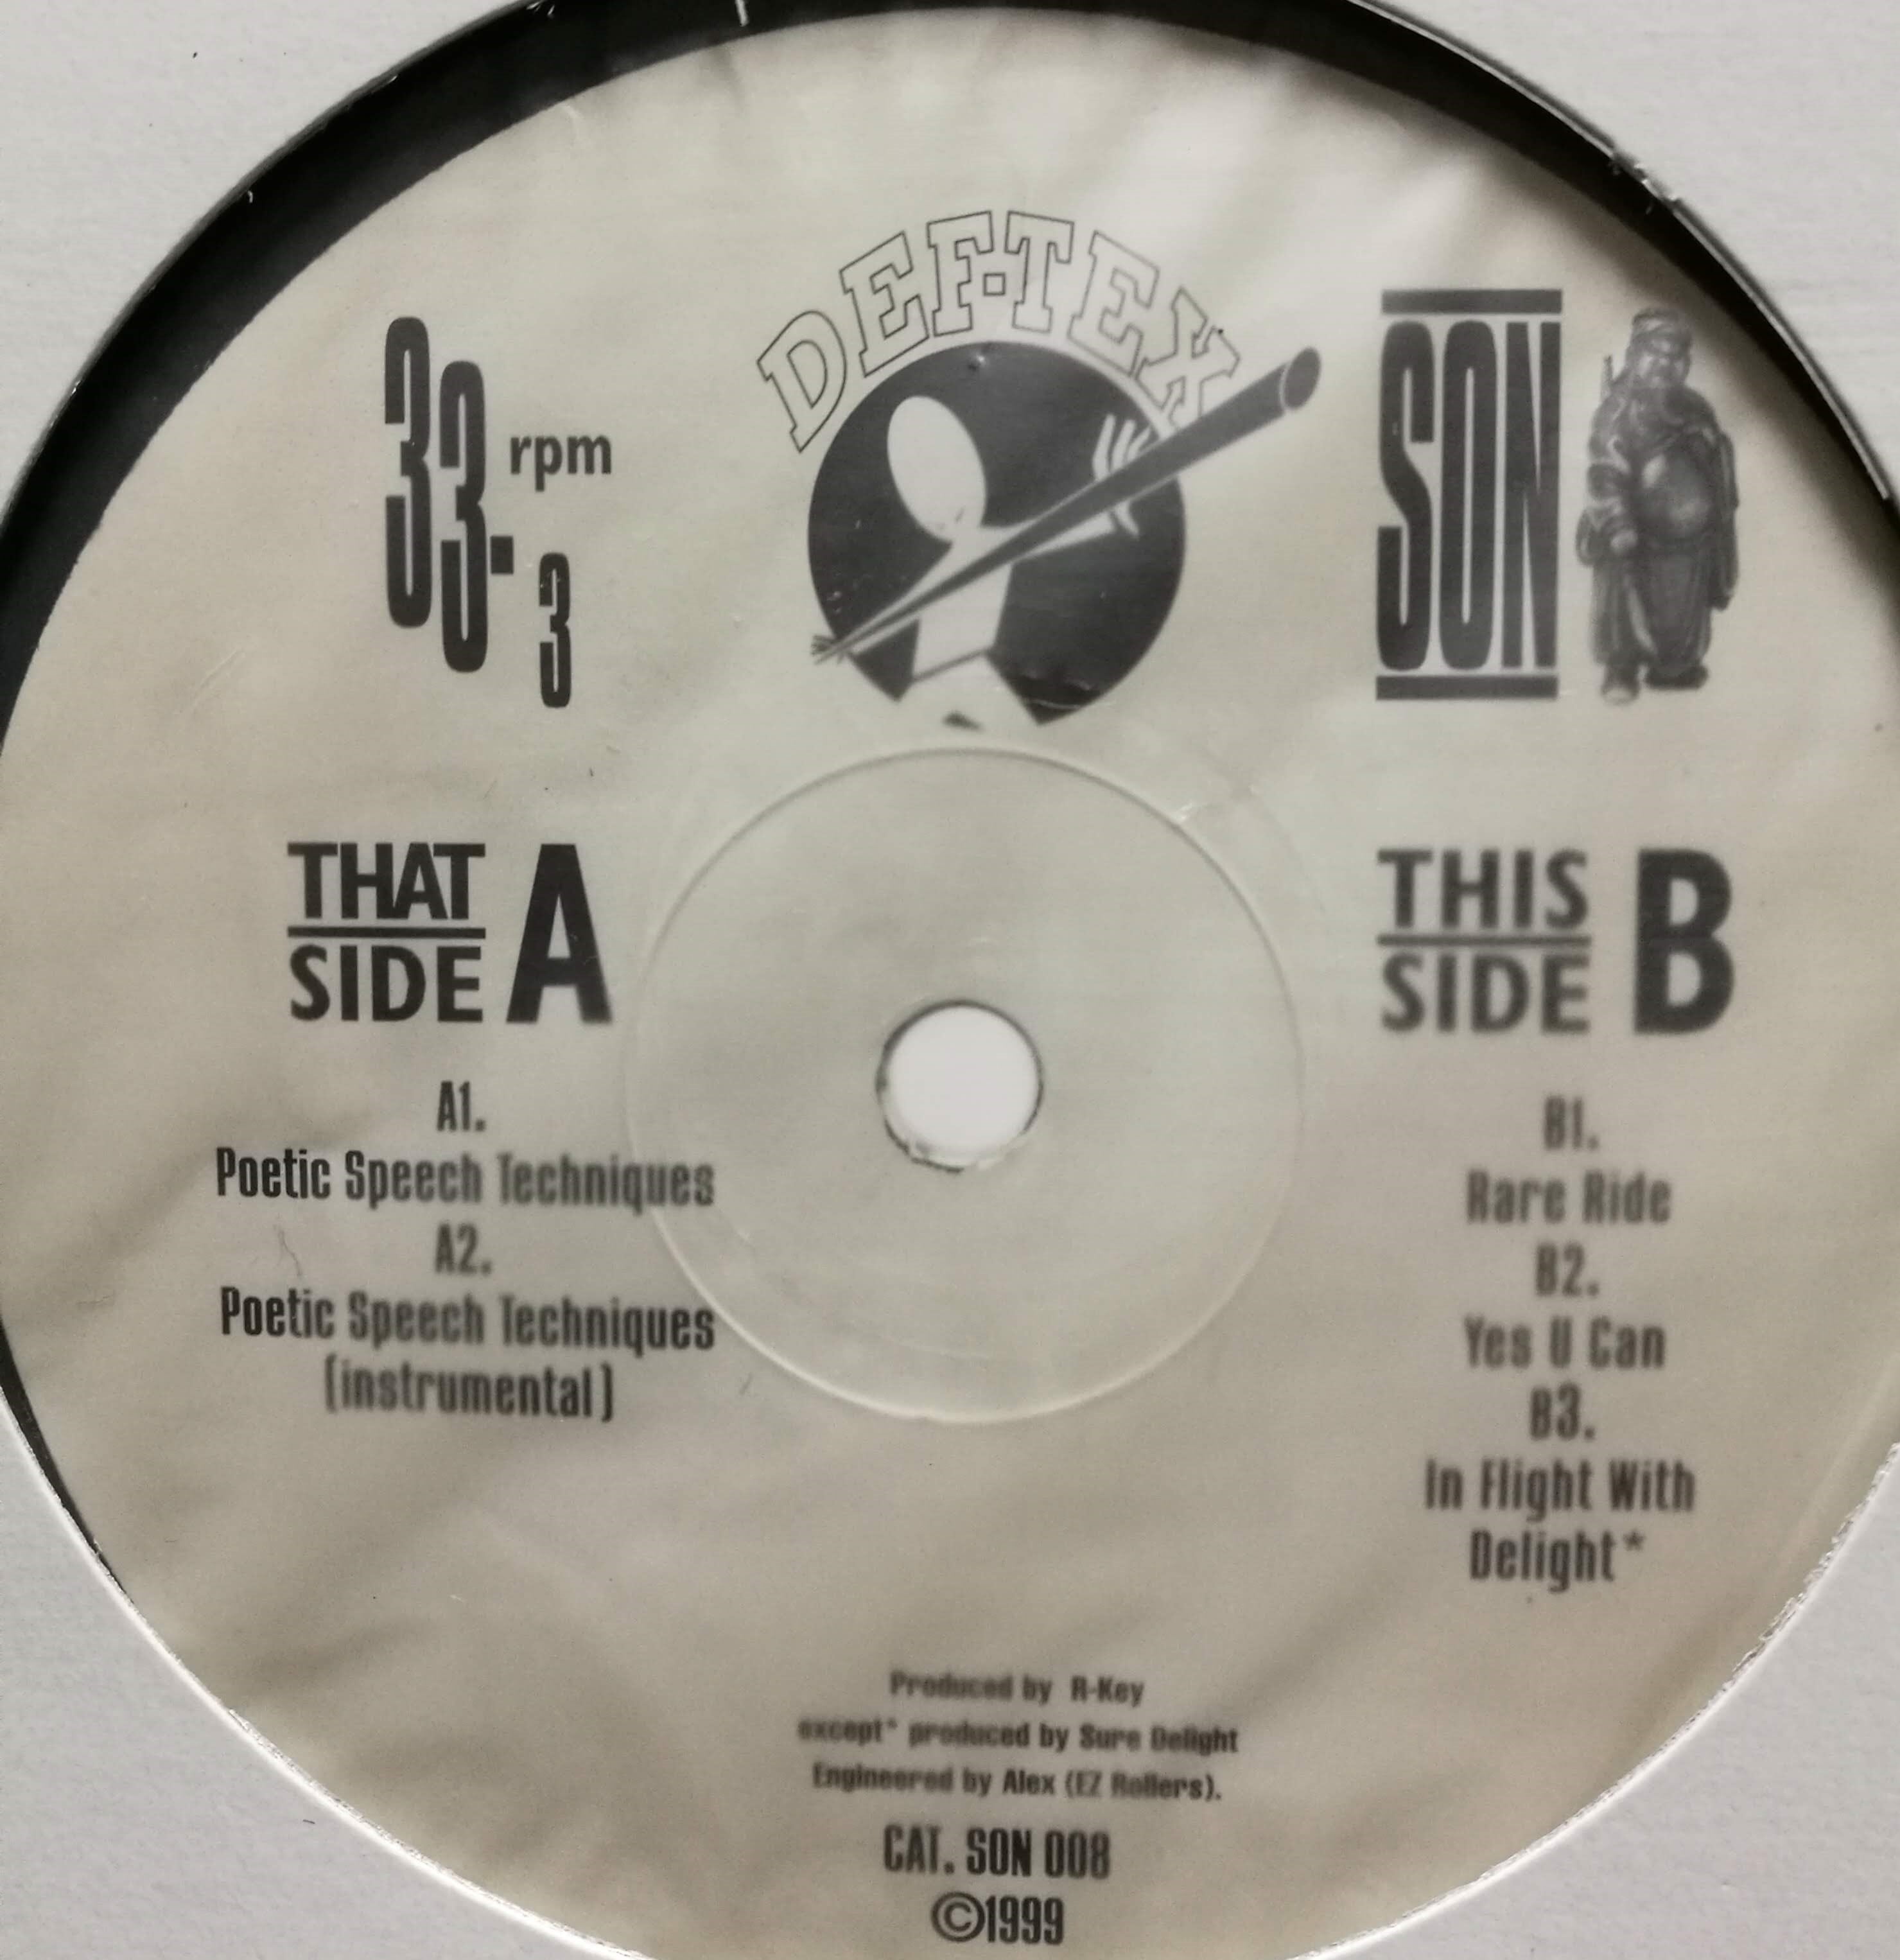 DEF-TEX
33.3
rpm
SON
THAT
SIDE A
A1.
Poetic Speech Techniques
A2.
Poetic Speech Techniques
(instrumental)
THIS
SIDE B
B1.
Rare Ride
B2.
Yes U Can
B3.
In Flight With
Delight*
Produced by R-Key
except* produced by Sure Delight
Engineered by Alex (EZ Rollers).
CAT. SON 008
©1999